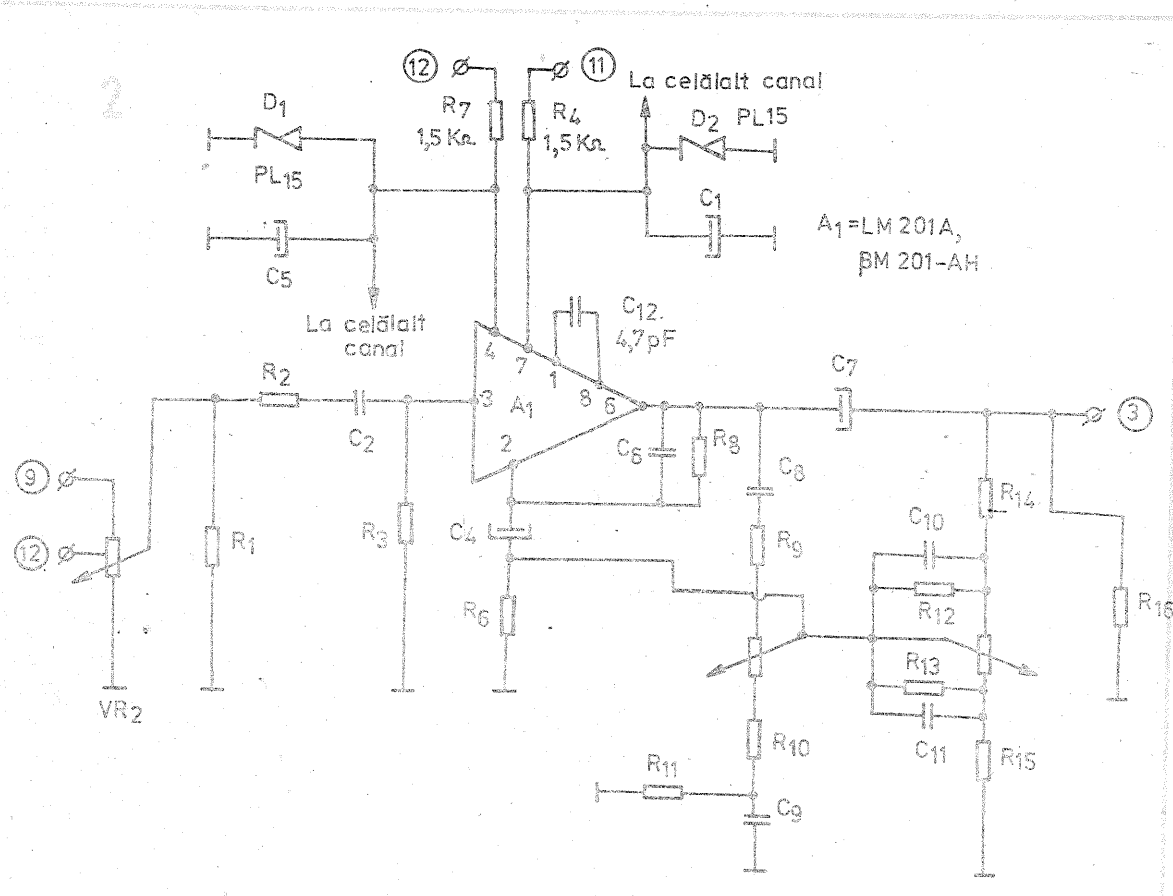 2
12
11
La celălalt canal
D1
R7
1,5 KΩ
R4
1,5 KΩ
D2
PL15
PL15
C1
C5
A1=LM 201A,
βM 201-AH
La celălalt
canal
C12.
4,7pF
4
7
1
8
6
3
A1
2
R2
C2
C7
3
9
12
R1
R3
C4
C6
R8
C8
R9
R14
C10
R12
R6
R16
R13
C11
R15
VR2
R10
R11
C9